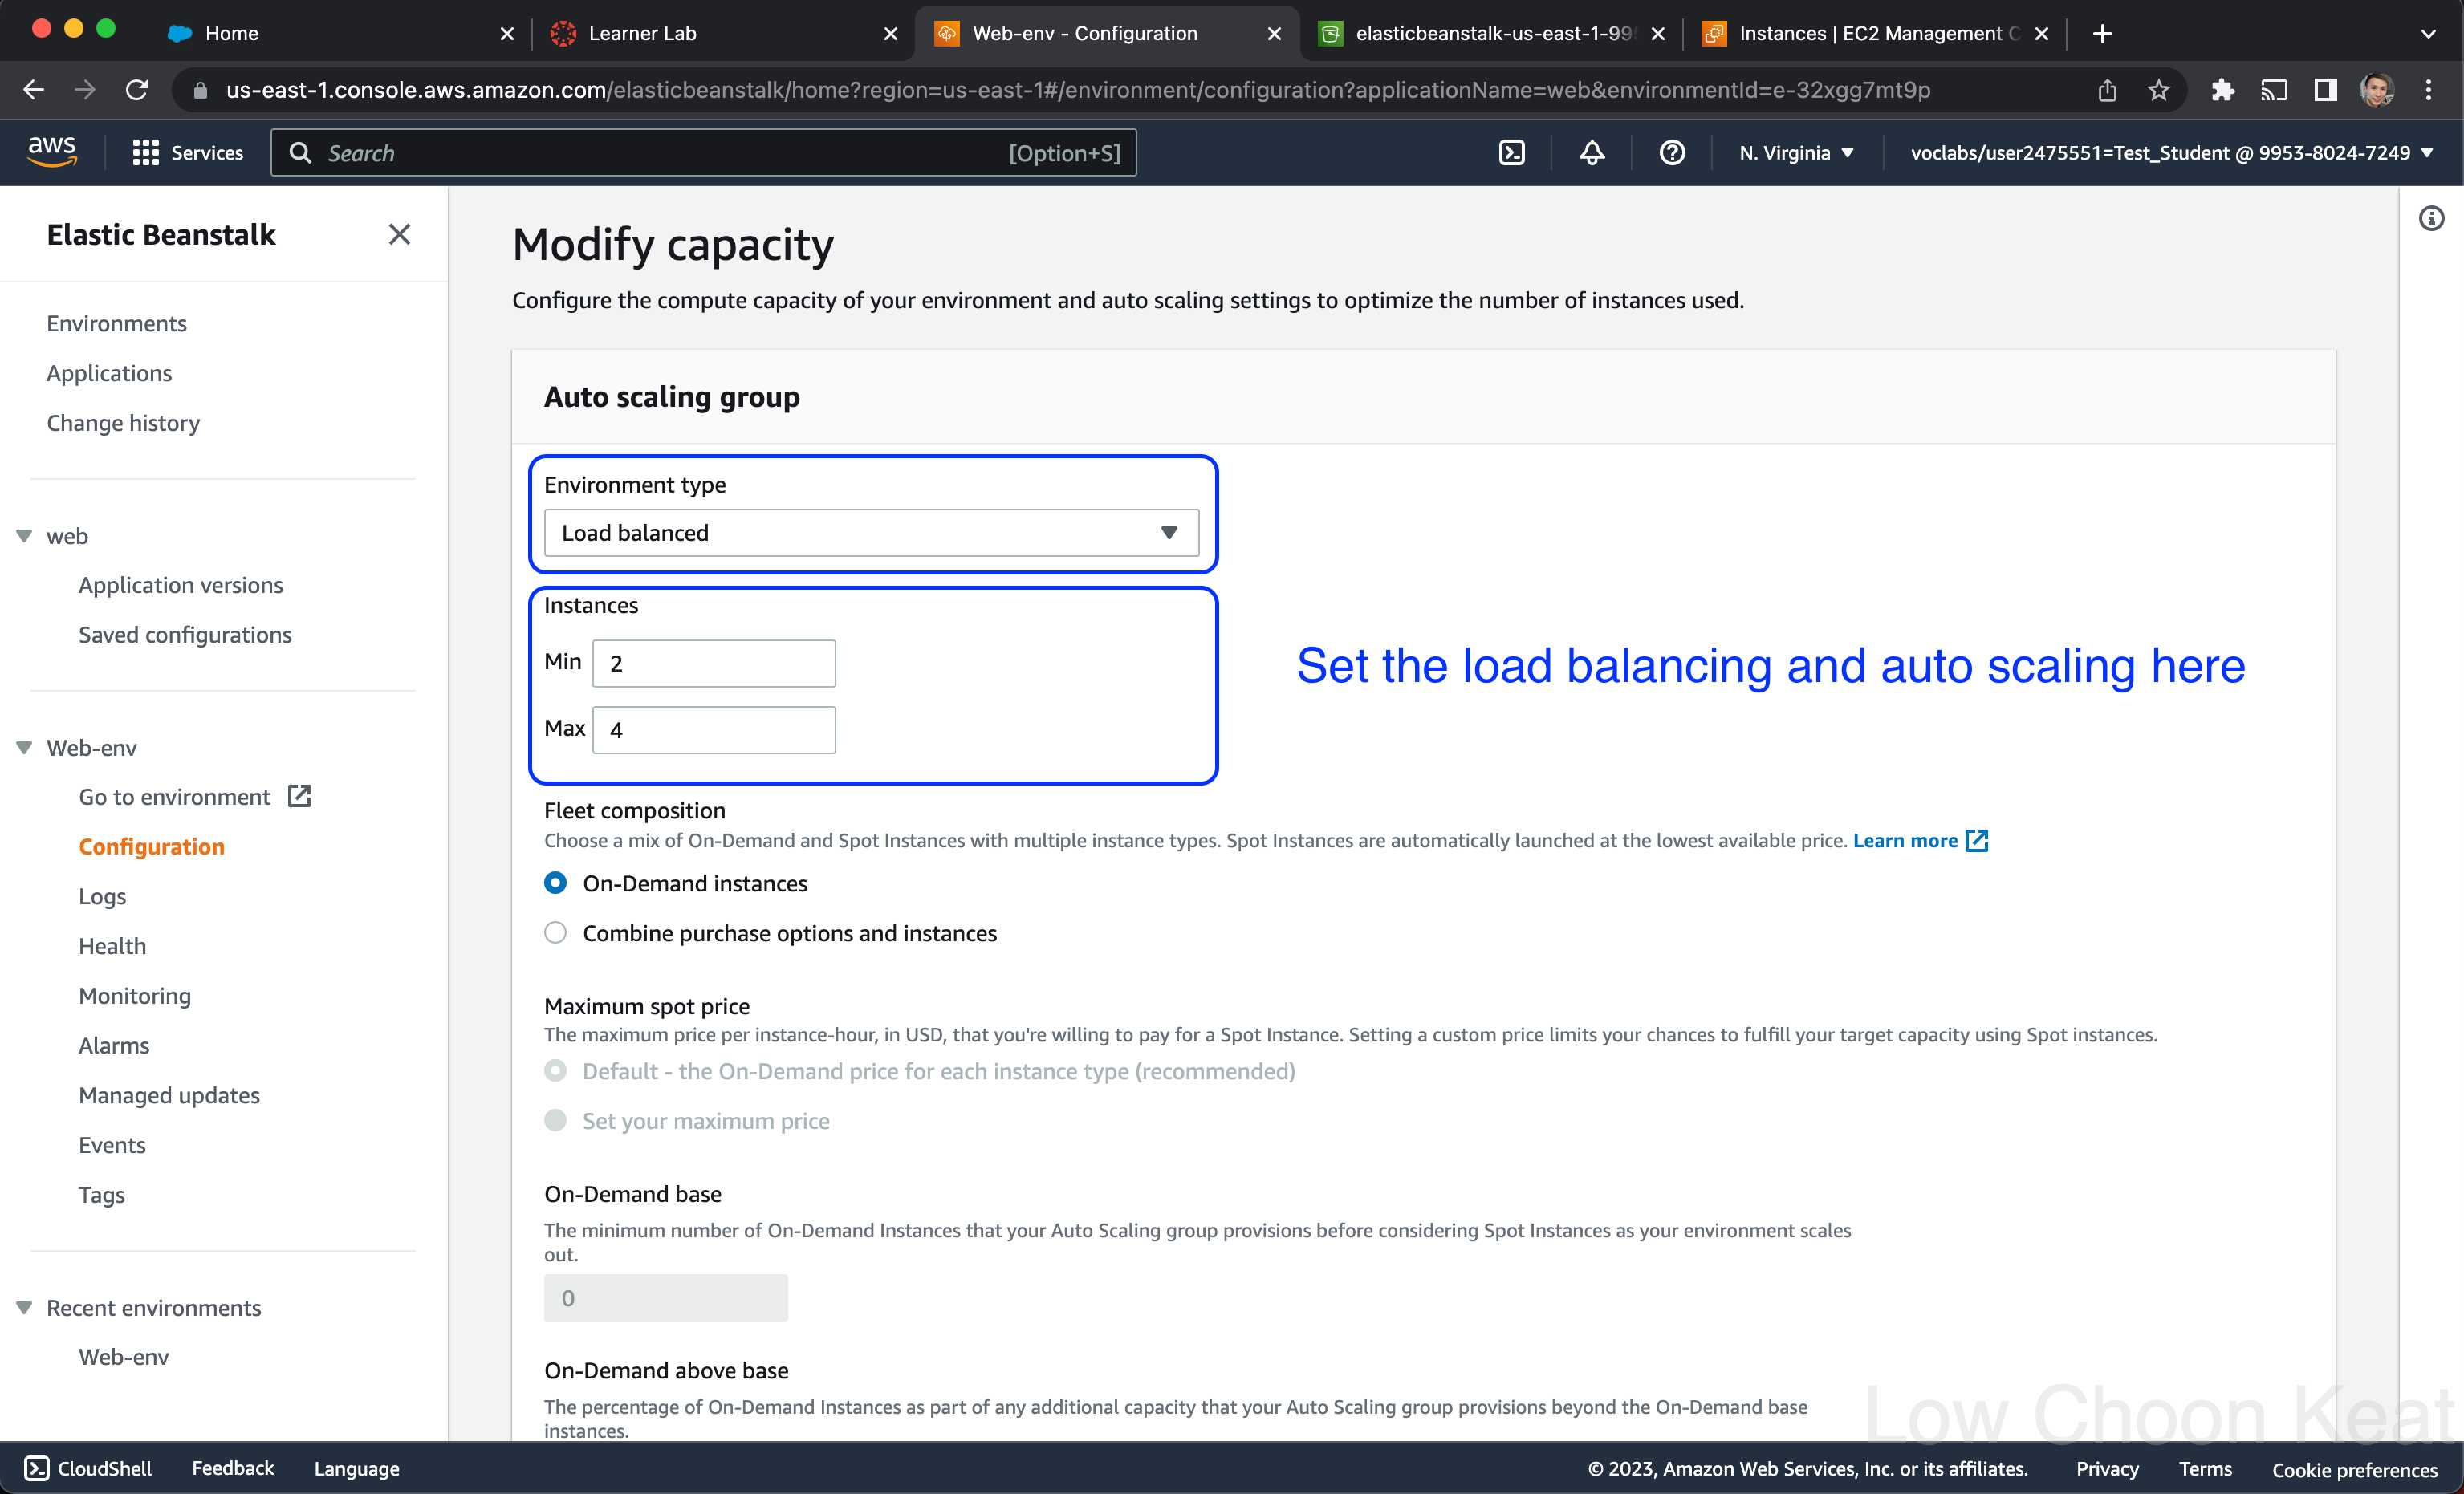 Home
Learner Lab
Web-env - Configuration
elasticbeanstalk-us-east-1-995
Instances | EC2 Management C
us-east-1.console.aws.amazon.com/elasticbeanstalk/home?region=us-east-1#/environment/configuration?applicationName=web&environmentId=e-32xgg7mt9p
aws
Services
Search
[Option+S]
N. Virginia
voclabs/user2475551=Test_Student @ 9953-8024-7249
Elastic Beanstalk
Environments
Applications
Change history
web
Application versions
Saved configurations
Web-env
Go to environment
Configuration
Logs
Health
Monitoring
Alarms
Managed updates
Events
Tags
Recent environments
Web-env
Modify capacity
Configure the compute capacity of your environment and auto scaling settings to optimize the number of instances used.
Auto scaling group
Environment type
Load balanced
Instances
Min 2
Max 4
Set the load balancing and auto scaling here
Fleet composition
Choose a mix of On-Demand and Spot Instances with multiple instance types. Spot Instances are automatically launched at the lowest available price. Learn more
On-Demand instances
Combine purchase options and instances
Maximum spot price
The maximum price per instance-hour, in USD, that you're willing to pay for a Spot Instance. Setting a custom price limits your chances to fulfill your target capacity using Spot instances.
Default - the On-Demand price for each instance type (recommended)
Set your maximum price
On-Demand base
The minimum number of On-Demand Instances that your Auto Scaling group provisions before considering Spot Instances as your environment scales
out.
0
On-Demand above base
The percentage of On-Demand Instances as part of any additional capacity that your Auto Scaling group provisions beyond the On-Demand base
instances.
Low Choon Keat
CloudShell
Feedback
Language
© 2023, Amazon Web Services, Inc. or its affiliates.
Privacy
Terms
Cookie preferences